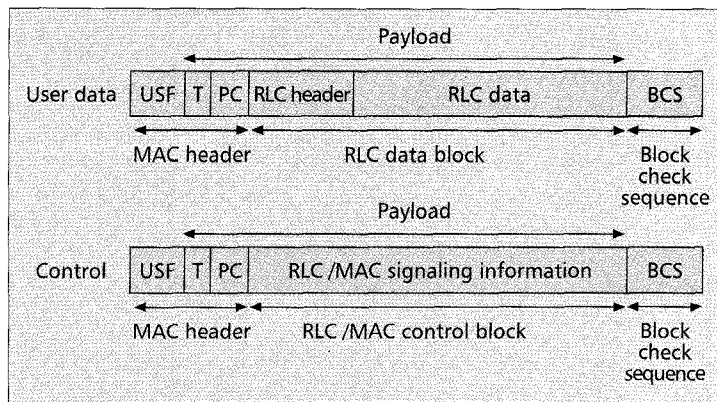 Payload
User data USF T PC RLC header RLC data BCS
MAC header RLC data block Block
check
sequence
Payload
Control USF T PC RLC /MAC signaling information BCS
MAC header RLC /MAC control block Block
check
sequence